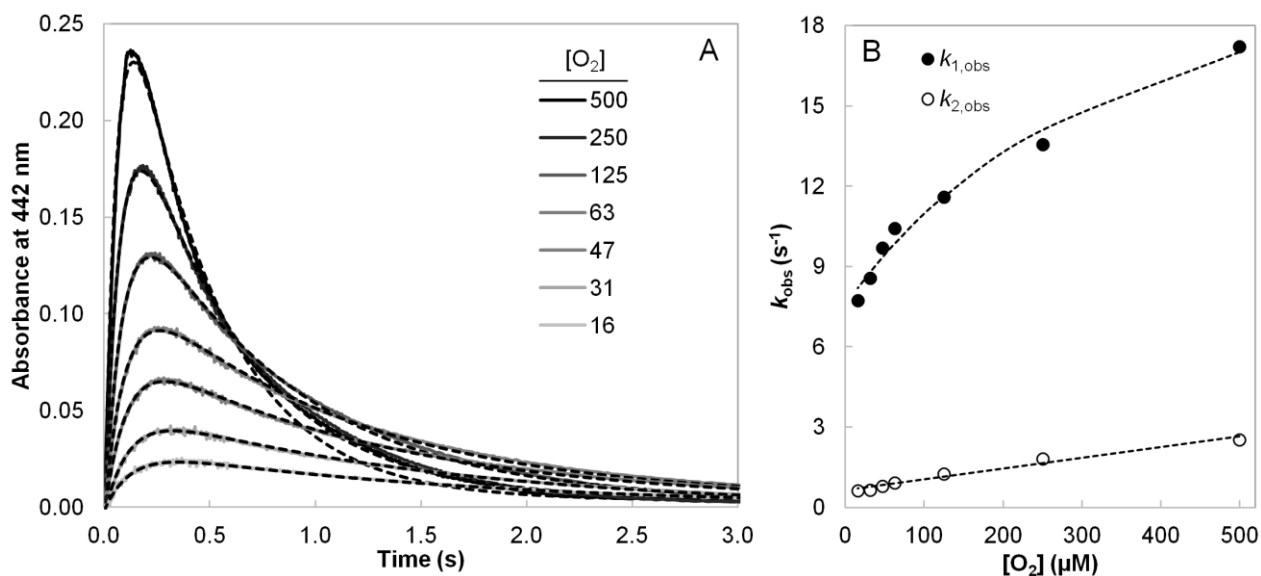 A
Absorbance at 442 nm
0.25
0.20
0.15
0.10
0.05
0.00
0.0 0.5 1.0 1.5 2.0 2.5 3.0
Time (s)
[O₂]
500
250
125
63
47
31
16
B
k₁,obs
k₂,obs
kobs (s⁻¹)
18
15
12
9
6
3
0
0 100 200 300 400 500
[O₂] (µM)